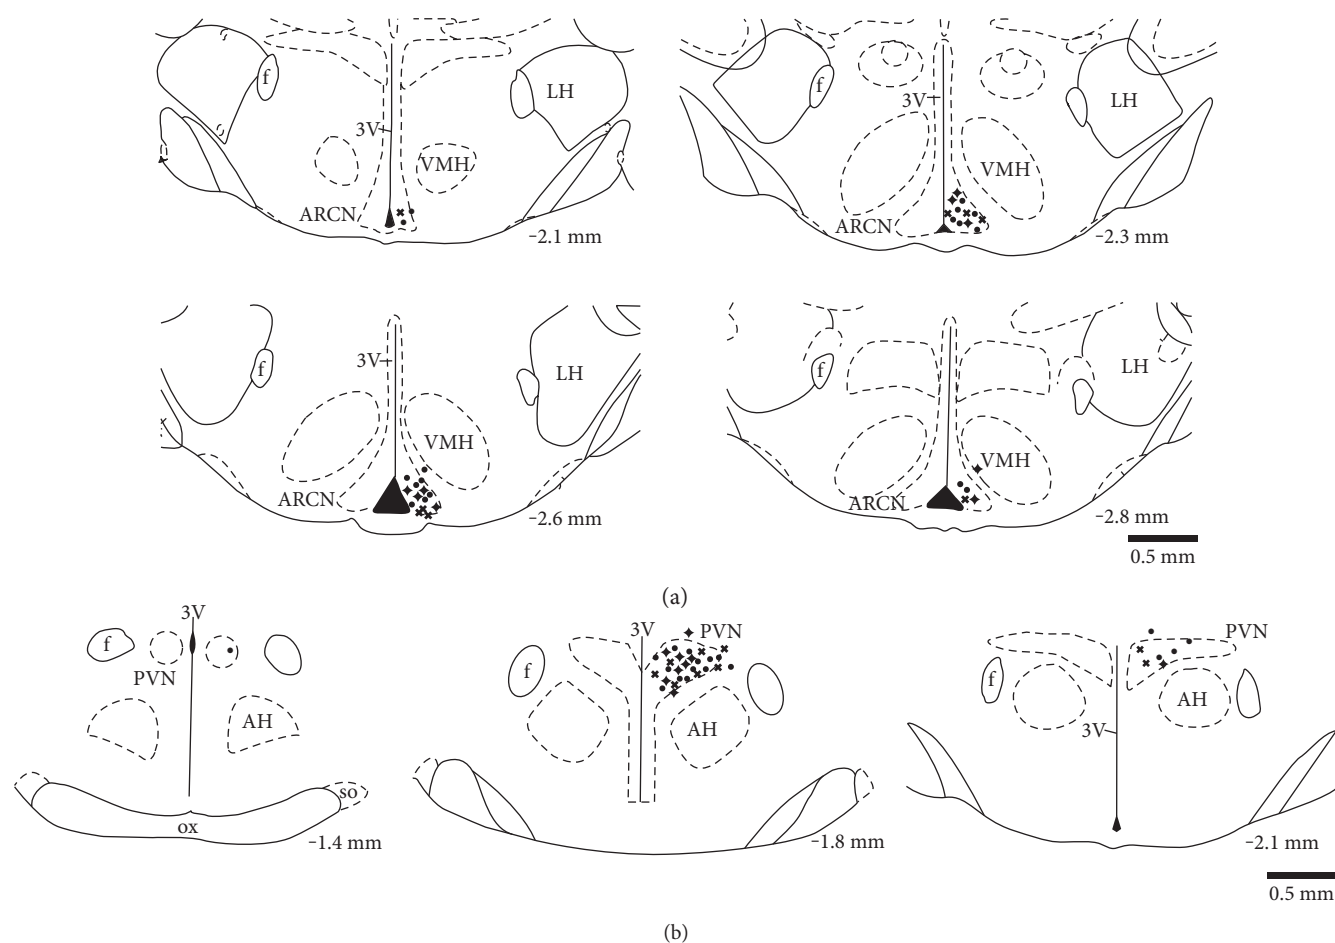 f
LH
3V
VMH
ARCN
-2.1 mm
f
LH
3V
VMH
ARCN
-2.3 mm
f
3V
LH
VMH
ARCN
-2.6 mm
f
LH
VMH
ARCN
-2.8 mm
0.5 mm
(a)
3V
f
PVN
AH
so
ox
-1.4 mm
3V
PVN
f
AH
-1.8 mm
PVN
f
AH
3V
-2.1 mm
0.5 mm
(b)